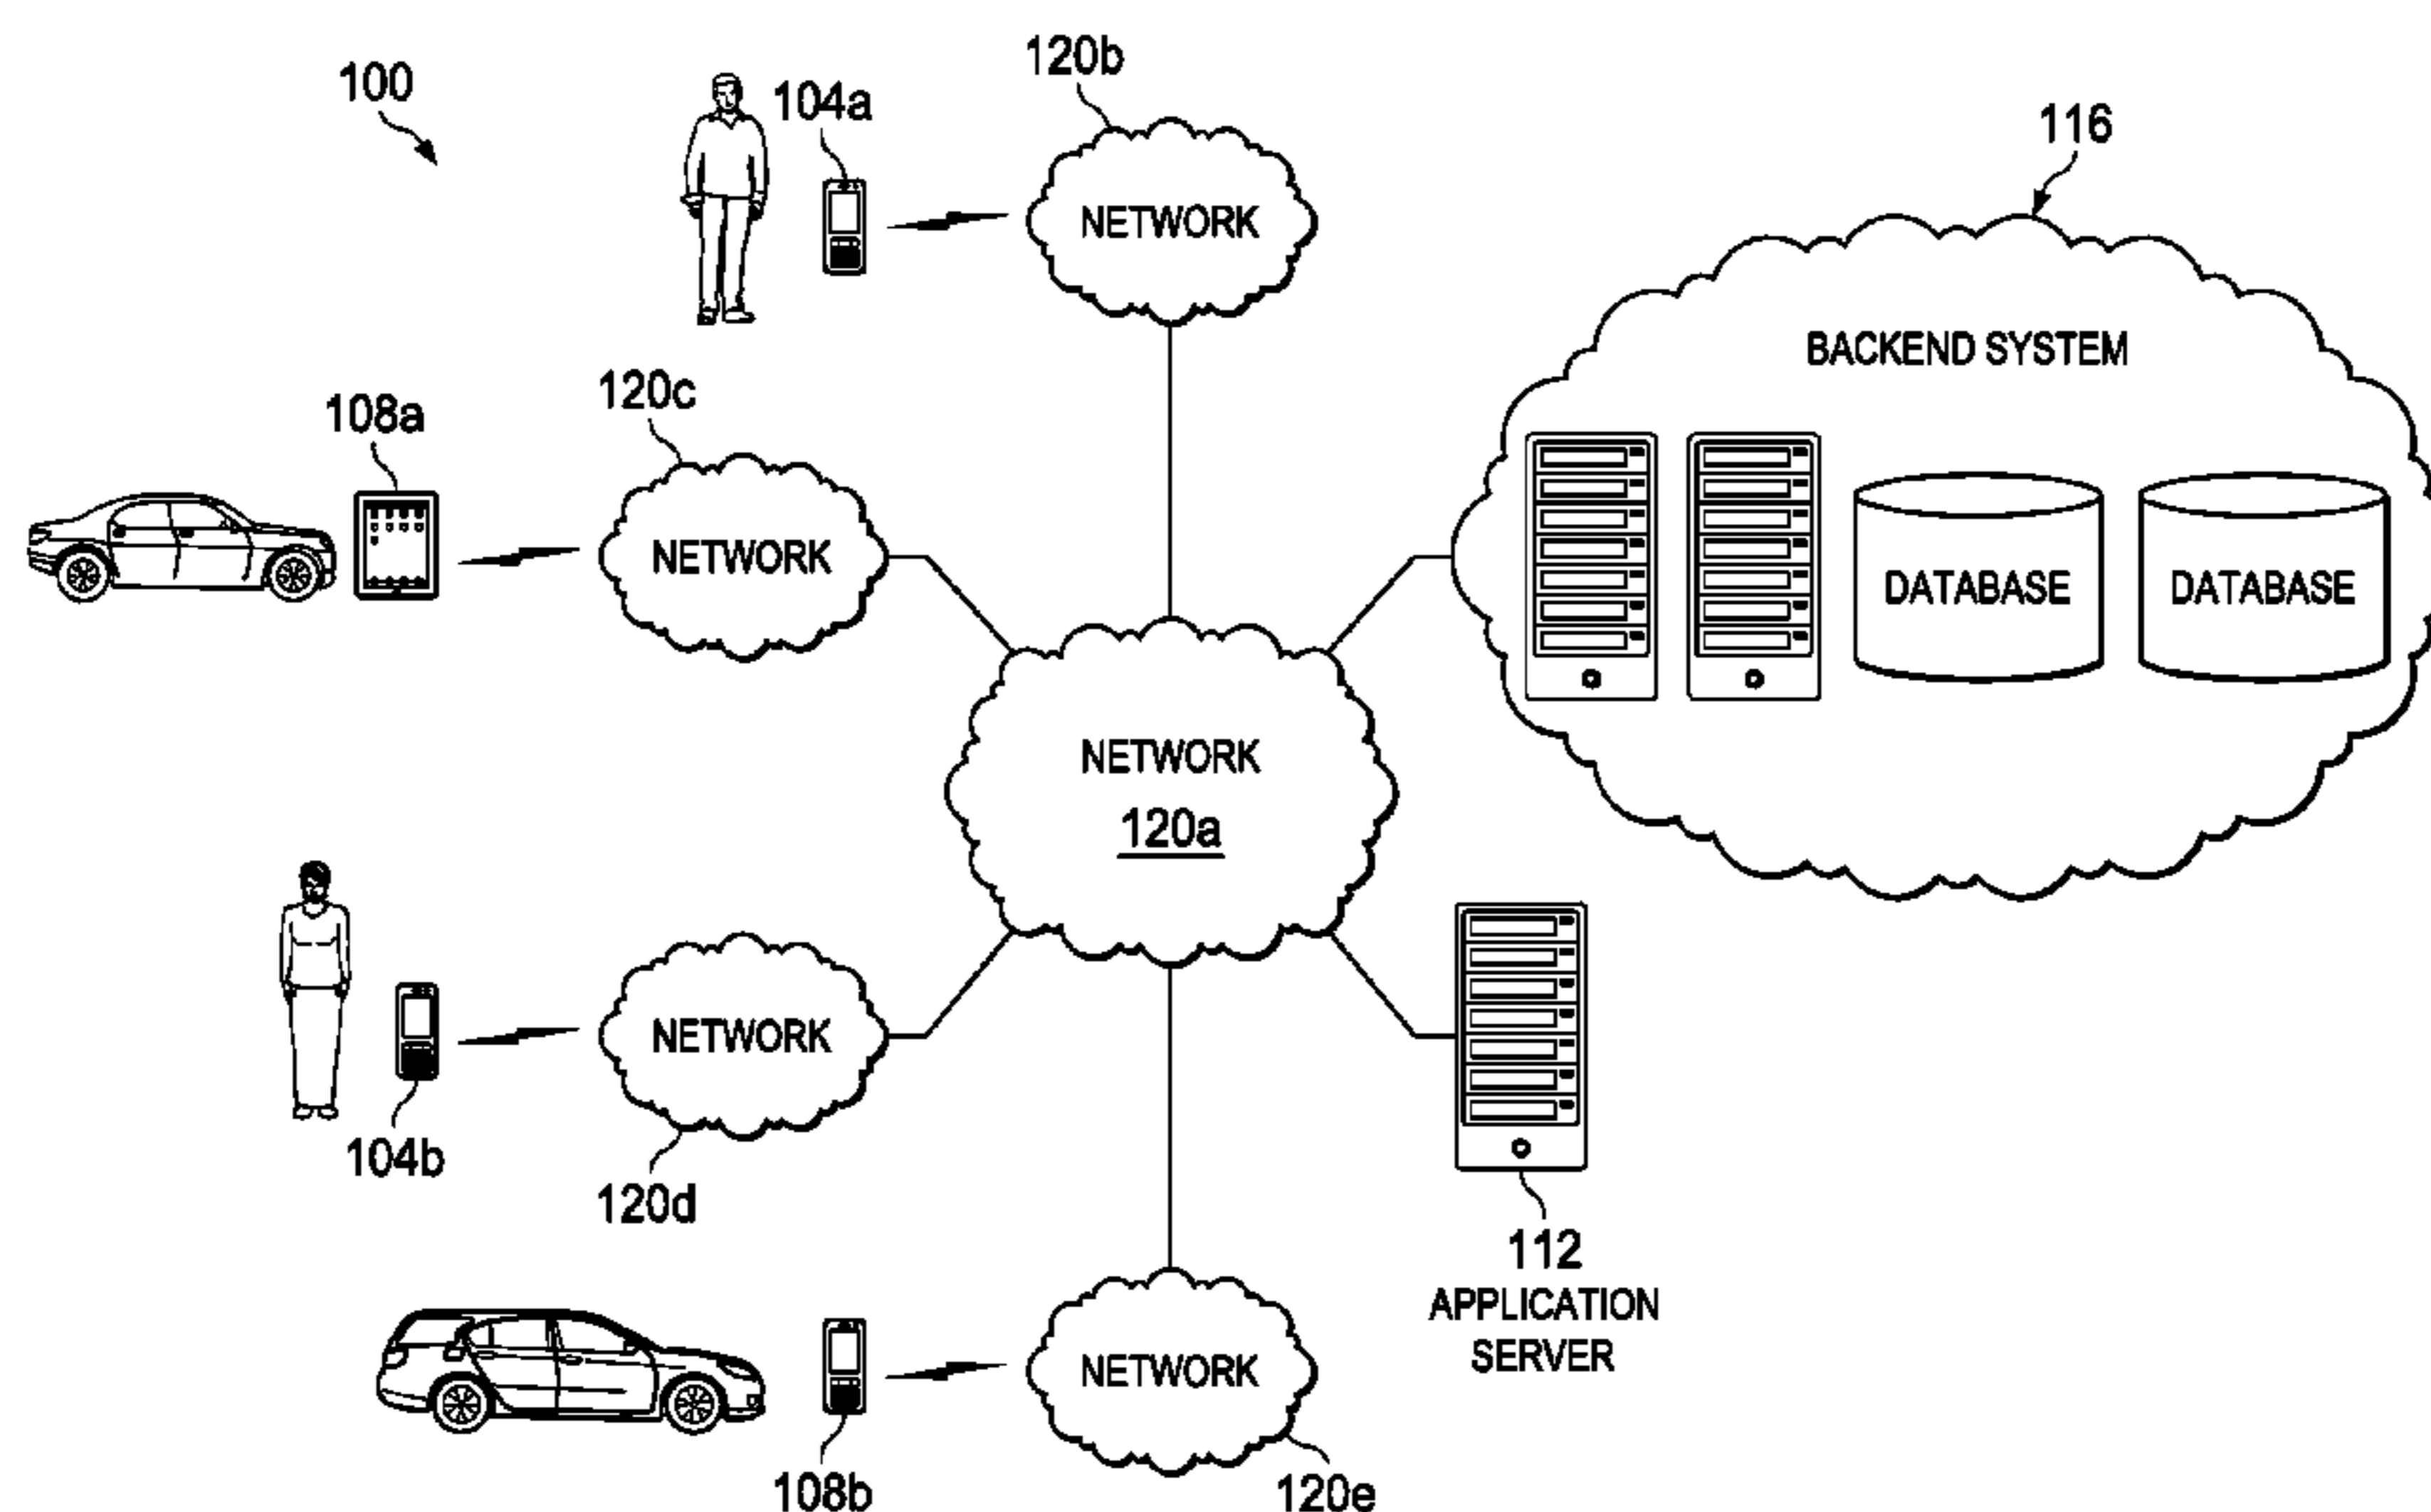 100
104a
120b
NETWORK
116
BACKEND SYSTEM
DATABASE
DATABASE
108a
120c
NETWORK
NETWORK
120a
104b
NETWORK
120d
112
APPLICATION
SERVER
108b
NETWORK
120e